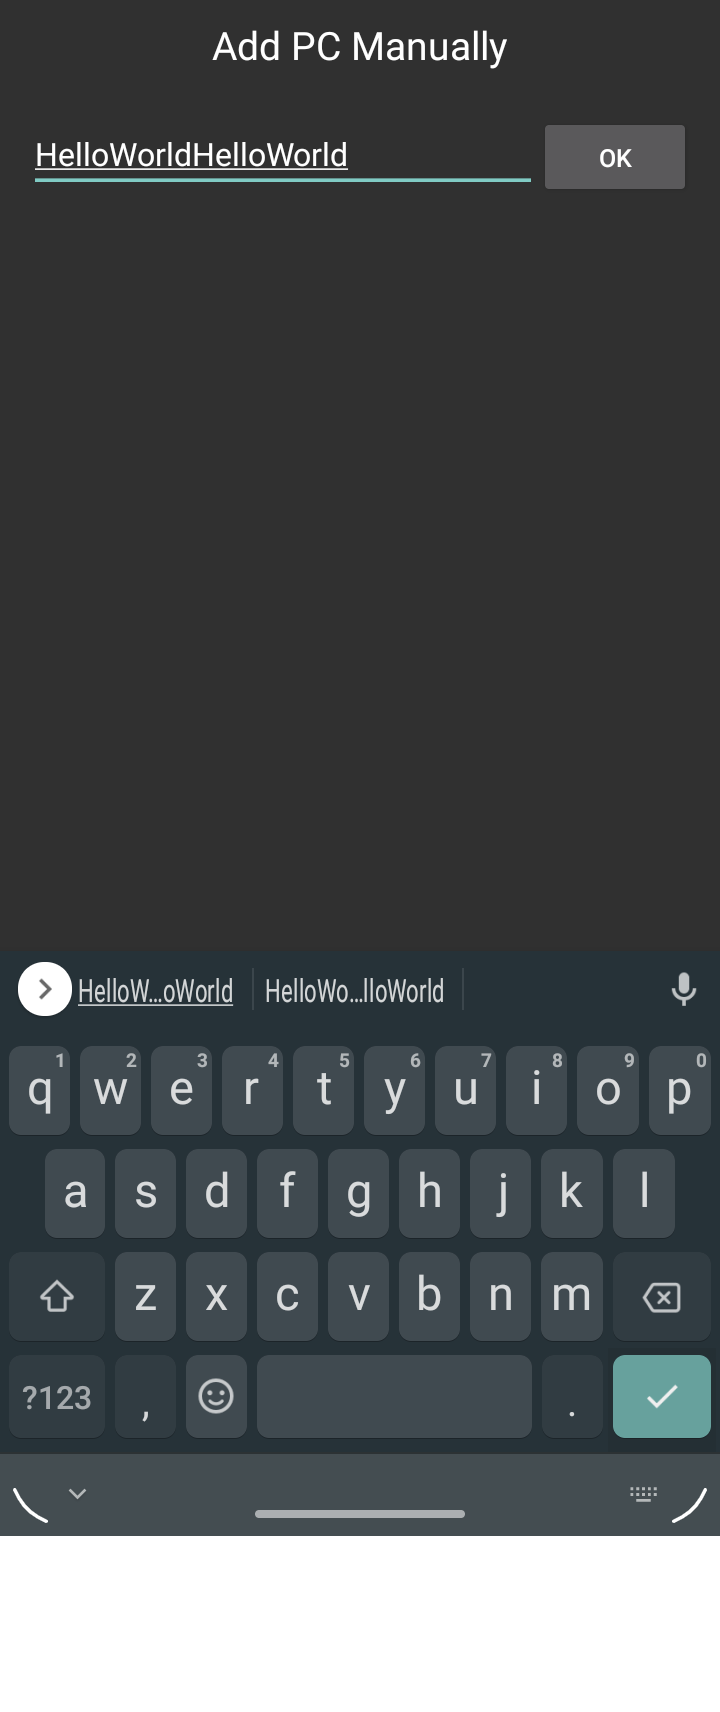 Add PC Manually
HelloWorldHelloWorld
OK
HelloW...oWorld HelloWo...lloWorld
q 1 w 2 e 3 r 4 t 5 y 6 u 7 i 8 o 9 p 0
a s d f g h j k l
z x c v b n m
?123 , .